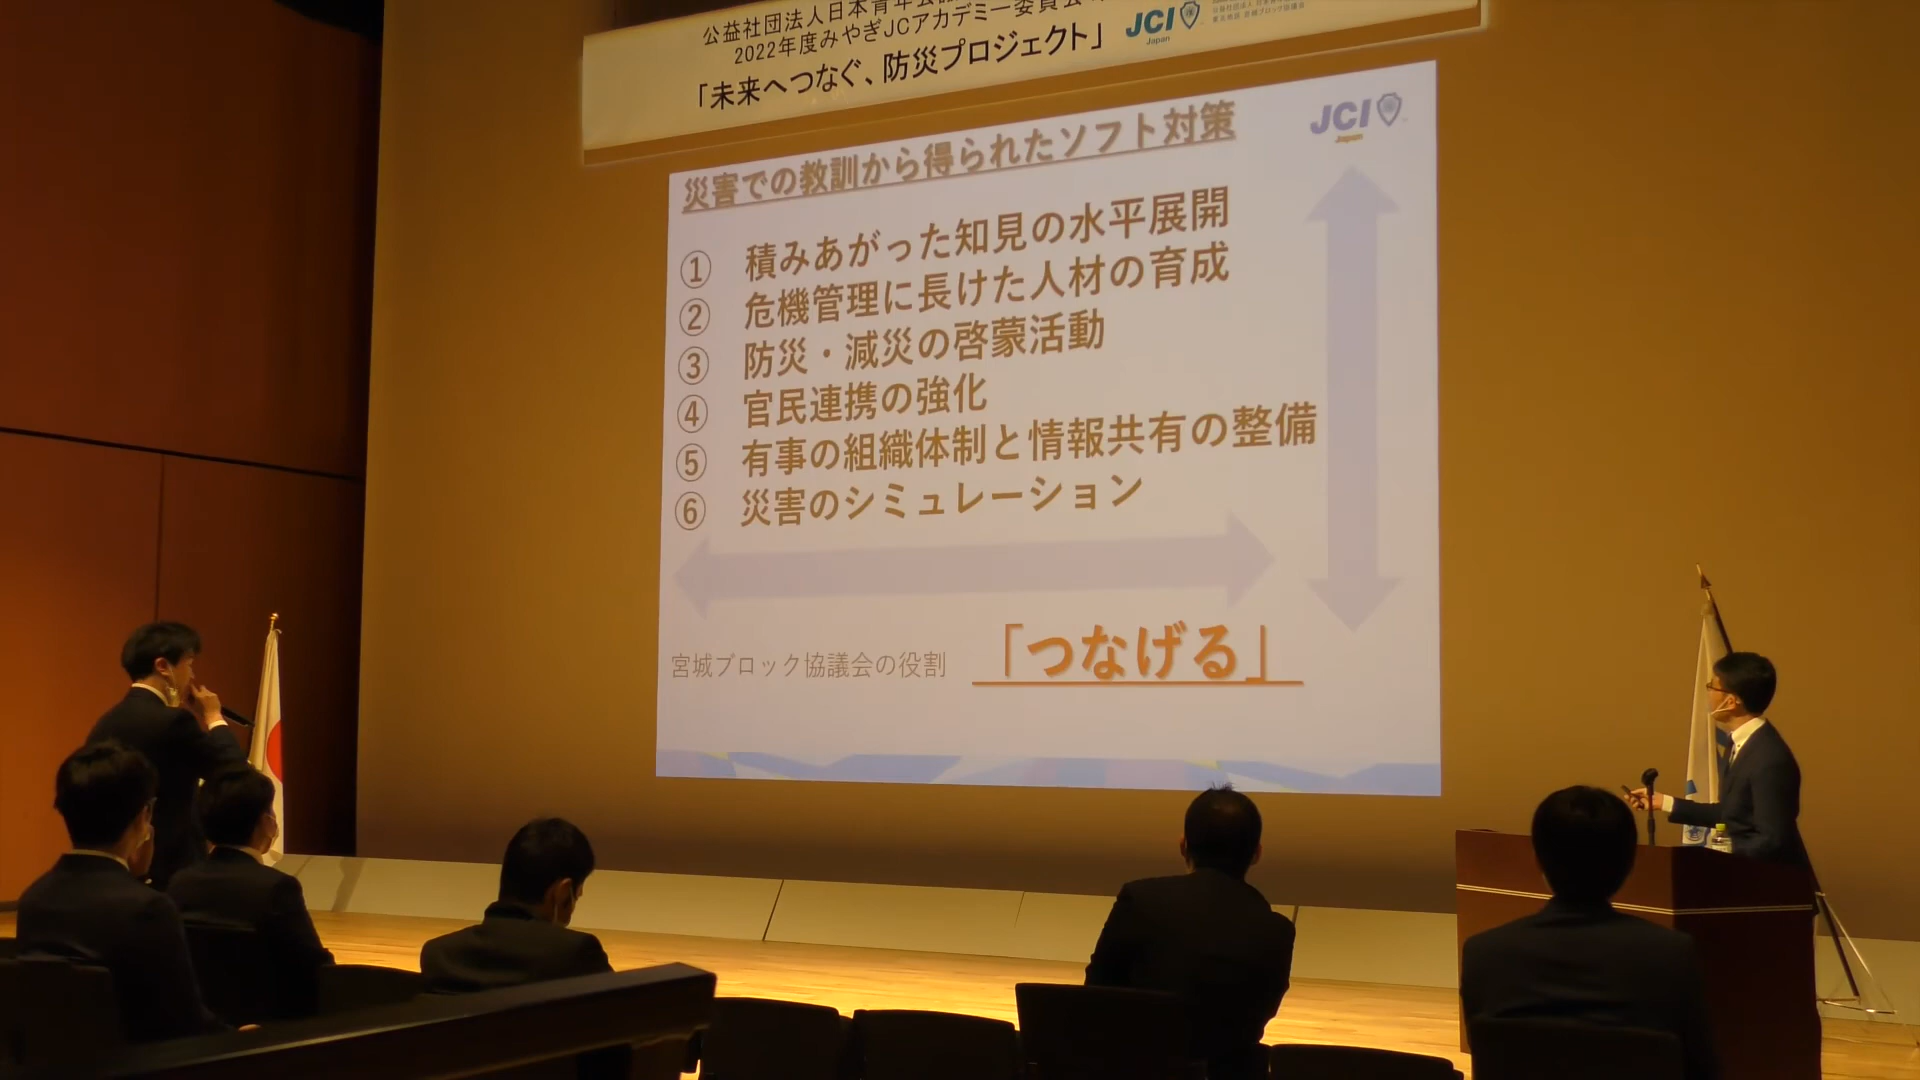 公益社団法人日本青年会議
2022年度みやぎJCアカデミー委員会
「未来へつなぐ、防災プロジェクト」
JCI
Japan
災害での教訓から得られたソフト対策
JCI
Japan
① 積みあがった知見の水平展開
② 危機管理に長けた人材の育成
③ 防災・減災の啓蒙活動
④ 官民連携の強化
⑤ 有事の組織体制と情報共有の整備
⑥ 災害のシミュレーション
宮城ブロック協議会の役割 「つなげる」